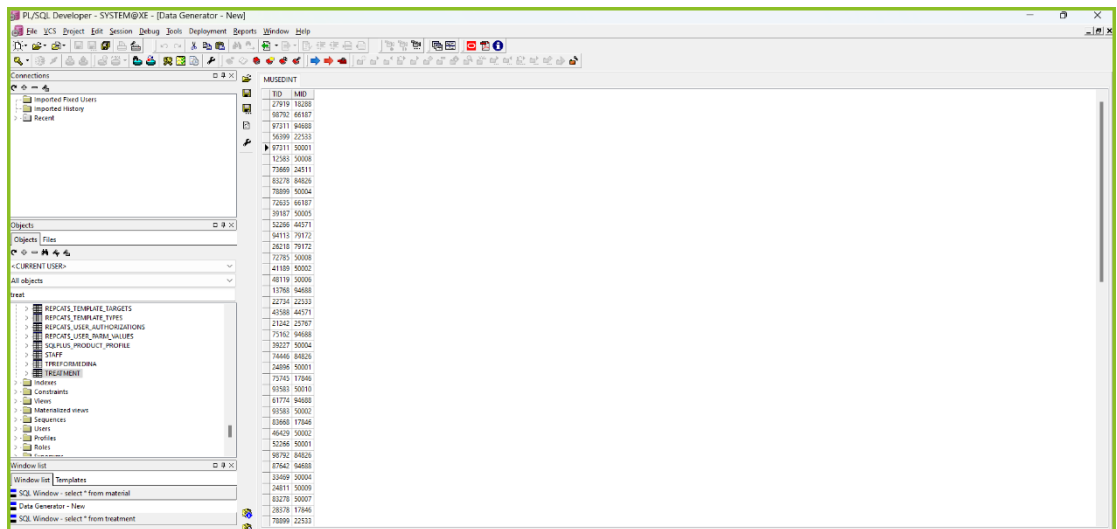 PL/SQL Developer - SYSTEM@XE - [Data Generator - New]
File VCS Project Edit Session Debug Tools Deployment Reports Window Help
Connections
Imported Fixed Users
Imported History
Recent
Objects
Objects Files
<CURRENT USER>
All objects
treat
REPCATS_TEMPLATE_TARGETS
REPCATS_TEMPLATE_TYPES
REPCATS_USER_AUTHORIZATIONS
REPCATS_USER_PARM_VALUES
SQLPLUS_PRODUCT_PROFILE
STAFF
TPREFORMEDINA
TREATMENT
Indexes
Constraints
Views
Materialized views
Sequences
Users
Profiles
Roles
Window list
Window list Templates
SQL Window - select * from material
Data Generator - New
SQL Window - select * from treatment
MUSEDINT
TID MID
27919 18288
98792 66187
97311 94688
56399 22533
97311 50001
12583 50008
73669 24511
83278 84826
78899 50004
72635 66187
39187 50005
52266 44571
94113 79172
26218 79172
72785 50008
41189 50002
48119 50006
13768 94688
22734 22533
43588 44571
21242 25767
75162 94688
39227 50004
74446 84826
24896 50001
75745 17846
93583 50010
61774 94688
93583 50002
83668 17846
46429 50002
52266 50001
98792 84826
87642 94688
33469 50004
24811 50009
83278 50007
28378 17846
78899 22533